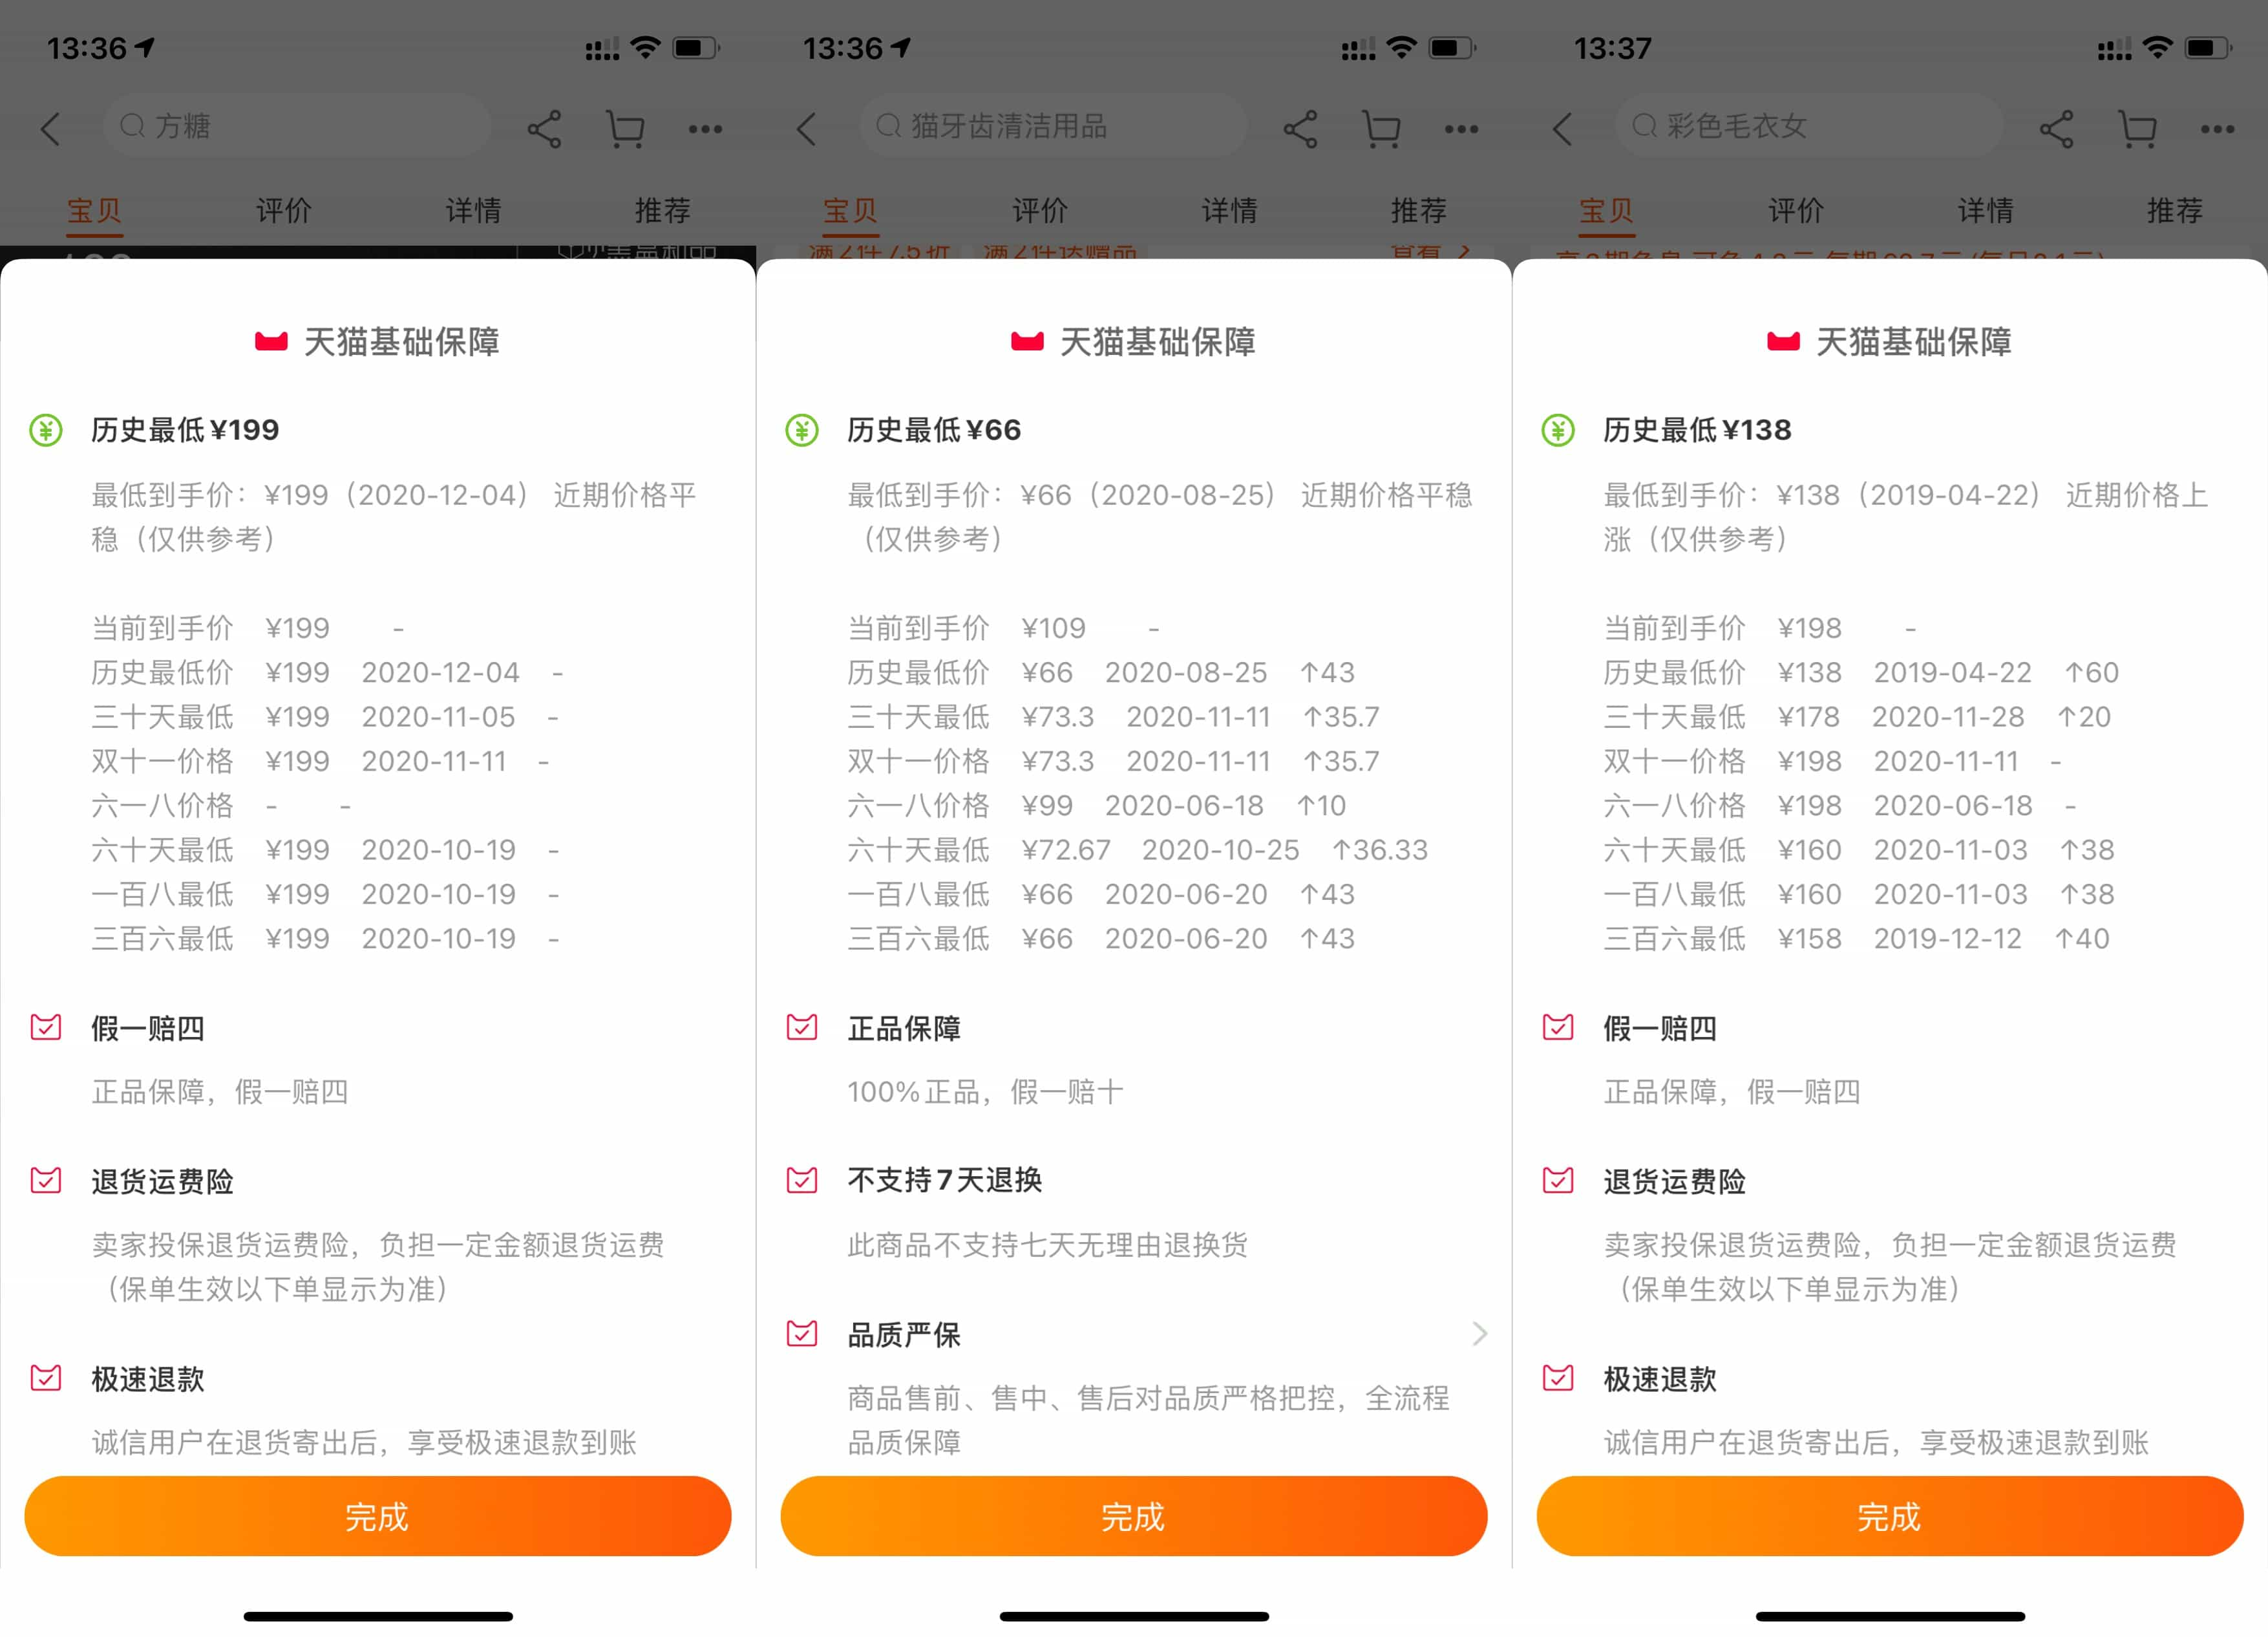 13:36
方糖
宝贝 评价 详情 推荐
天猫基础保障
历史最低 ¥199
最低到手价：¥199（2020-12-04） 近期价格平
稳（仅供参考）
当前到手价 ¥199 -
历史最低价 ¥199 2020-12-04 -
三十天最低 ¥199 2020-11-05 -
双十一价格 ¥199 2020-11-11 -
六一八价格 - -
六十天最低 ¥199 2020-10-19 -
一百八最低 ¥199 2020-10-19 -
三百六最低 ¥199 2020-10-19 -
假一赔四
正品保障，假一赔四
退货运费险
卖家投保退货运费险，负担一定金额退货运费
（保单生效以下单显示为准）
极速退款
诚信用户在退货寄出后，享受极速退款到账
完成
13:36
猫牙齿清洁用品
宝贝 评价 详情 推荐
满2件7.5折 满2件送赠品 查看
天猫基础保障
历史最低 ¥66
最低到手价：¥66（2020-08-25） 近期价格平稳
（仅供参考）
当前到手价 ¥109 -
历史最低价 ¥66 2020-08-25 ↑43
三十天最低 ¥73.3 2020-11-11 ↑35.7
双十一价格 ¥73.3 2020-11-11 ↑35.7
六一八价格 ¥99 2020-06-18 ↑10
六十天最低 ¥72.67 2020-10-25 ↑36.33
一百八最低 ¥66 2020-06-20 ↑43
三百六最低 ¥66 2020-06-20 ↑43
正品保障
100%正品，假一赔十
不支持7天退换
此商品不支持七天无理由退换货
品质严保
商品售前、售中、售后对品质严格把控，全流程
品质保障
完成
13:37
彩色毛衣女
宝贝 评价 详情 推荐
天猫基础保障
历史最低 ¥138
最低到手价：¥138（2019-04-22） 近期价格上
涨（仅供参考）
当前到手价 ¥198 -
历史最低价 ¥138 2019-04-22 ↑60
三十天最低 ¥178 2020-11-28 ↑20
双十一价格 ¥198 2020-11-11 -
六一八价格 ¥198 2020-06-18 -
六十天最低 ¥160 2020-11-03 ↑38
一百八最低 ¥160 2020-11-03 ↑38
三百六最低 ¥158 2019-12-12 ↑40
假一赔四
正品保障，假一赔四
退货运费险
卖家投保退货运费险，负担一定金额退货运费
（保单生效以下单显示为准）
极速退款
诚信用户在退货寄出后，享受极速退款到账
完成